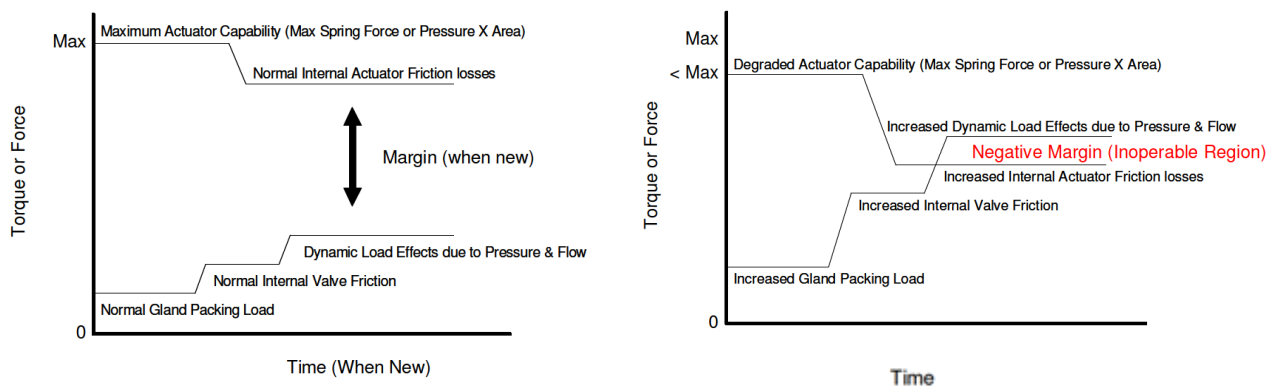 Maximum Actuator Capability (Max Spring Force or Pressure X Area)
Max
Normal Internal Actuator Friction losses
Margin (when new)
Torque or Force
Dynamic Load Effects due to Pressure & Flow
Normal Internal Valve Friction
Normal Gland Packing Load
0
Time (When New)
Max
Degraded Actuator Capability (Max Spring Force or Pressure X Area)
< Max
Increased Dynamic Load Effects due to Pressure & Flow
Negative Margin (Inoperable Region)
Increased Internal Actuator Friction losses
Torque or Force
Increased Internal Valve Friction
Increased Gland Packing Load
0
Time